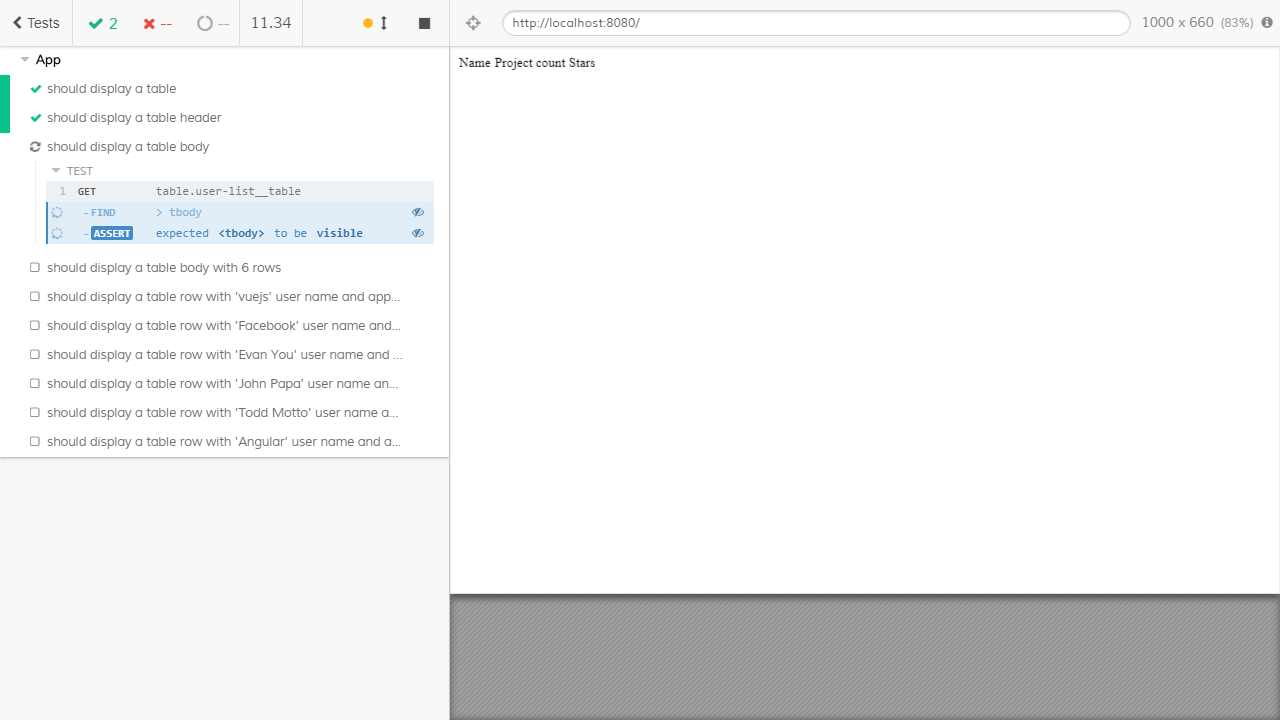 Tests 2 -- -- 11.34
http://localhost:8080/ 1000 x 660 (83%)
App
should display a table
should display a table header
should display a table body
TEST
1 GET table.user-list__table
- FIND > tbody
- ASSERT expected <tbody> to be visible
should display a table body with 6 rows
should display a table row with 'vuejs' user name and app...
should display a table row with 'Facebook' user name and...
should display a table row with 'Evan You' user name and ...
should display a table row with 'John Papa' user name an...
should display a table row with 'Todd Motto' user name a...
should display a table row with 'Angular' user name and a...
Name Project count Stars